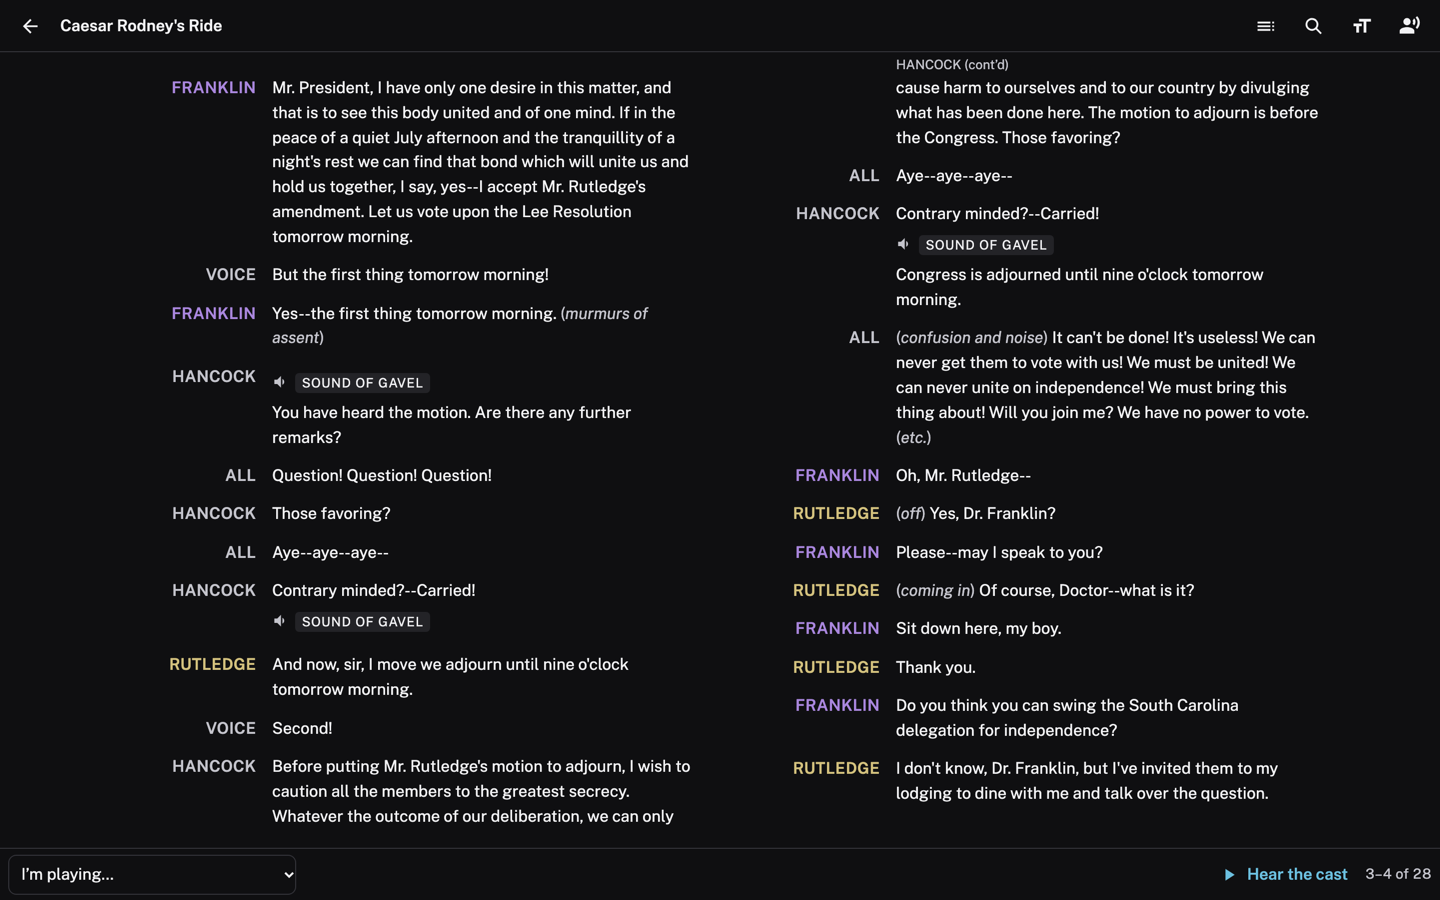 Caesar Rodney's Ride
FRANKLIN Mr. President, I have only one desire in this matter, and
that is to see this body united and of one mind. If in the
peace of a quiet July afternoon and the tranquillity of a
night's rest we can find that bond which will unite us and
hold us together, I say, yes--I accept Mr. Rutledge's
amendment. Let us vote upon the Lee Resolution
tomorrow morning.
VOICE But the first thing tomorrow morning!
FRANKLIN Yes--the first thing tomorrow morning. (murmurs of
assent)
HANCOCK SOUND OF GAVEL
You have heard the motion. Are there any further
remarks?
ALL Question! Question! Question!
HANCOCK Those favoring?
ALL Aye--aye--aye--
HANCOCK Contrary minded?--Carried!
SOUND OF GAVEL
RUTLEDGE And now, sir, I move we adjourn until nine o'clock
tomorrow morning.
VOICE Second!
HANCOCK Before putting Mr. Rutledge's motion to adjourn, I wish to
caution all the members to the greatest secrecy.
Whatever the outcome of our deliberation, we can only
HANCOCK (cont'd)
cause harm to ourselves and to our country by divulging
what has been done here. The motion to adjourn is before
the Congress. Those favoring?
ALL Aye--aye--aye--
HANCOCK Contrary minded?--Carried!
SOUND OF GAVEL
Congress is adjourned until nine o'clock tomorrow
morning.
ALL (confusion and noise) It can't be done! It's useless! We can
never get them to vote with us! We must be united! We
can never unite on independence! We must bring this
thing about! Will you join me? We have no power to vote.
(etc.)
FRANKLIN Oh, Mr. Rutledge--
RUTLEDGE (off) Yes, Dr. Franklin?
FRANKLIN Please--may I speak to you?
RUTLEDGE (coming in) Of course, Doctor--what is it?
FRANKLIN Sit down here, my boy.
RUTLEDGE Thank you.
FRANKLIN Do you think you can swing the South Carolina
delegation for independence?
RUTLEDGE I don't know, Dr. Franklin, but I've invited them to my
lodging to dine with me and talk over the question.
I'm playing...
Hear the cast 3–4 of 28